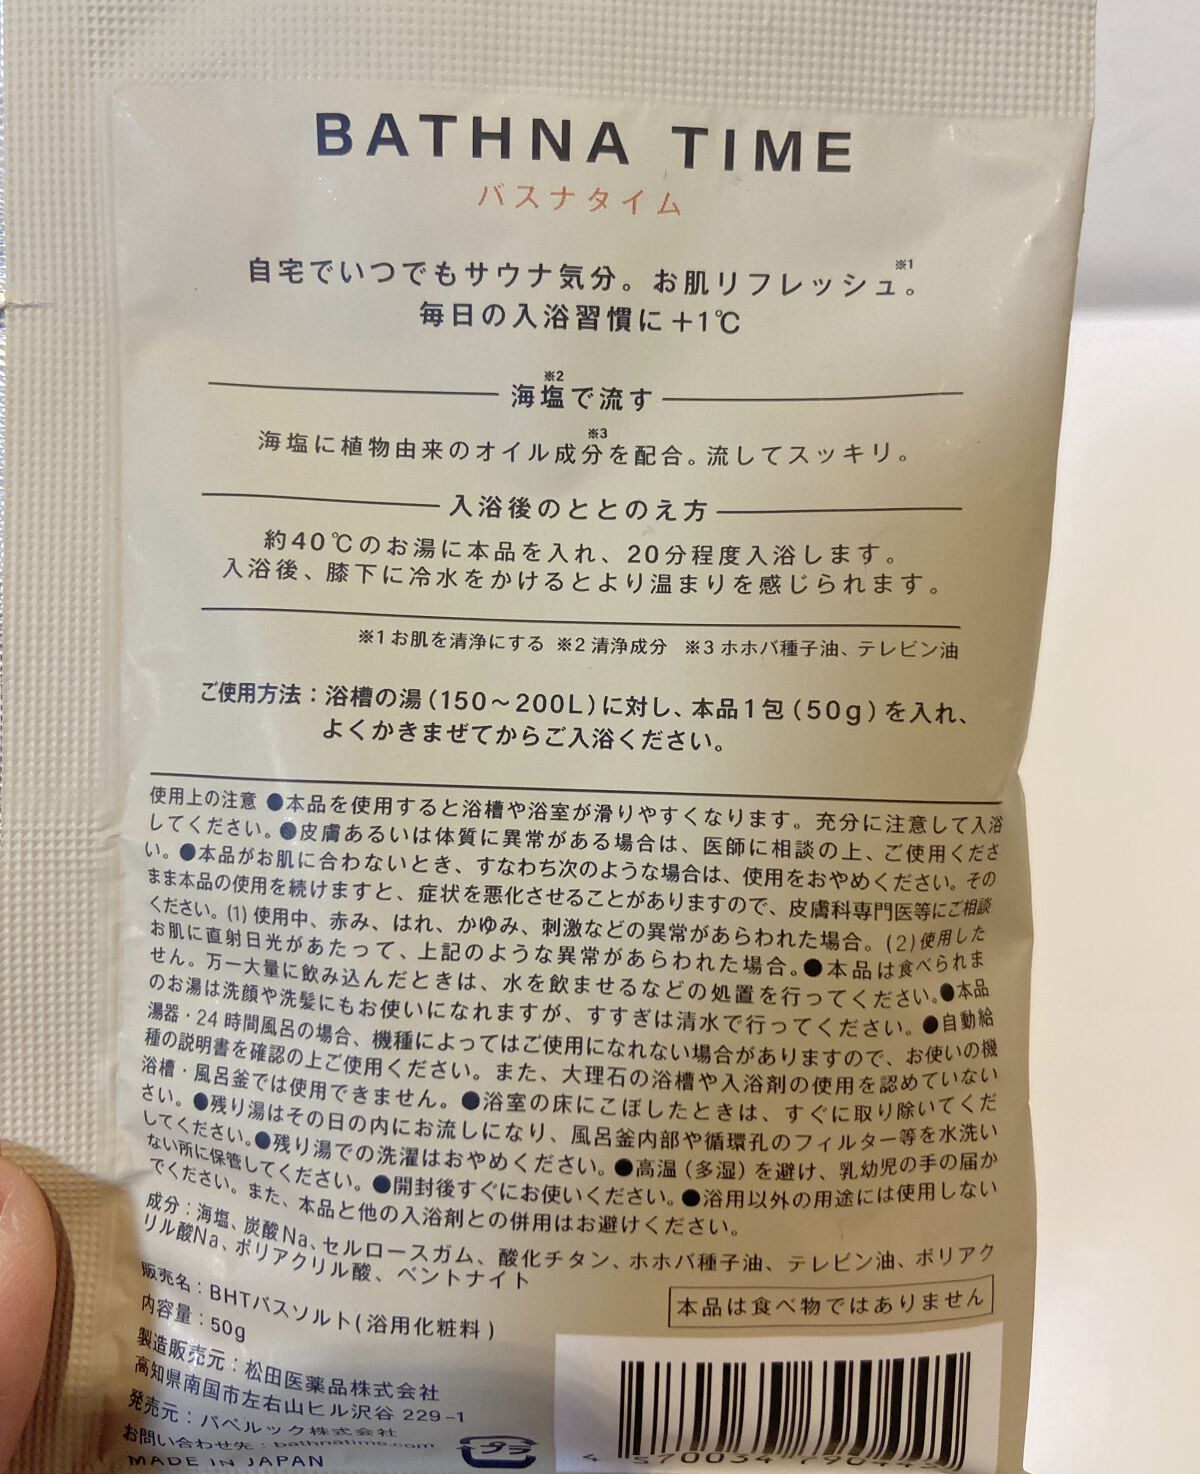 BATHNA TIME
バスナタイム
自宅でいつでもサウナ気分。お肌リフレッシュ※1。
毎日の入浴習慣に+1℃
海塩※2で流す
海塩に植物由来のオイル成分※3を配合。流してスッキリ。
入浴後のととのえ方
約40℃のお湯に本品を入れ、20分程度入浴します。
入浴後、膝下に冷水をかけるとより温まりを感じられます。
※1 お肌を清浄にする ※2 清浄成分 ※3 ホホバ種子油、テレビン油
ご使用方法:浴槽の湯(150～200L)に対し、本品1包(50g)を入れ、
よくかきまぜてからご入浴ください。
使用上の注意 ●本品を使用すると浴槽や浴室が滑りやすくなります。充分に注意して入浴
してください。●皮膚あるいは体質に異常がある場合は、医師に相談の上、ご使用くださ
い。●本品がお肌に合わないとき、すなわち次のような場合は、使用をおやめください。その
まま本品の使用を続けますと、症状を悪化させることがありますので、皮膚科専門医等にご相談
ください。(1) 使用中、赤み、はれ、かゆみ、刺激などの異常があらわれた場合。(2)使用した
お肌に直射日光があたって、上記のような異常があらわれた場合。●本品は食べられま
せん。万一大量に飲み込んだときは、水を飲ませるなどの処置を行ってください。●本品
のお湯は洗顔や洗髪にもお使いになれますが、すすぎは清水で行ってください。●自動給
湯器・24時間風呂の場合、機種によってはご使用になれない場合がありますので、お使いの機
種の説明書を確認の上ご使用ください。また、大理石の浴槽や入浴剤の使用を認めていない
浴槽・風呂釜では使用できません。●浴室の床にこぼしたときは、すぐに取り除いてくだ
さい。●残り湯はその日の内にお流しになり、風呂釜内部や循環孔のフィルター等を水洗い
してください。●残り湯での洗濯はおやめください。●高温(多湿)を避け、乳幼児の手の届か
ない所に保管してください。●開封後すぐにお使いください。●浴用以外の用途には使用しない
でください。また、本品と他の入浴剤との併用はお避けください。
成分:海塩、炭酸Na、セルロースガム、酸化チタン、ホホバ種子油、テレビン油、ポリアク
リル酸Na、ポリアクリル酸、ベントナイト
販売名:BHTバスソルト(浴用化粧料)
本品は食べ物ではありません
内容量:50g
製造販売元:松田医薬品株式会社
高知県南国市左右山ヒル沢谷 229-1
発売元:バペルック株式会社
お問い合わせ先:bathnatime.com
MADE IN JAPAN
プラ